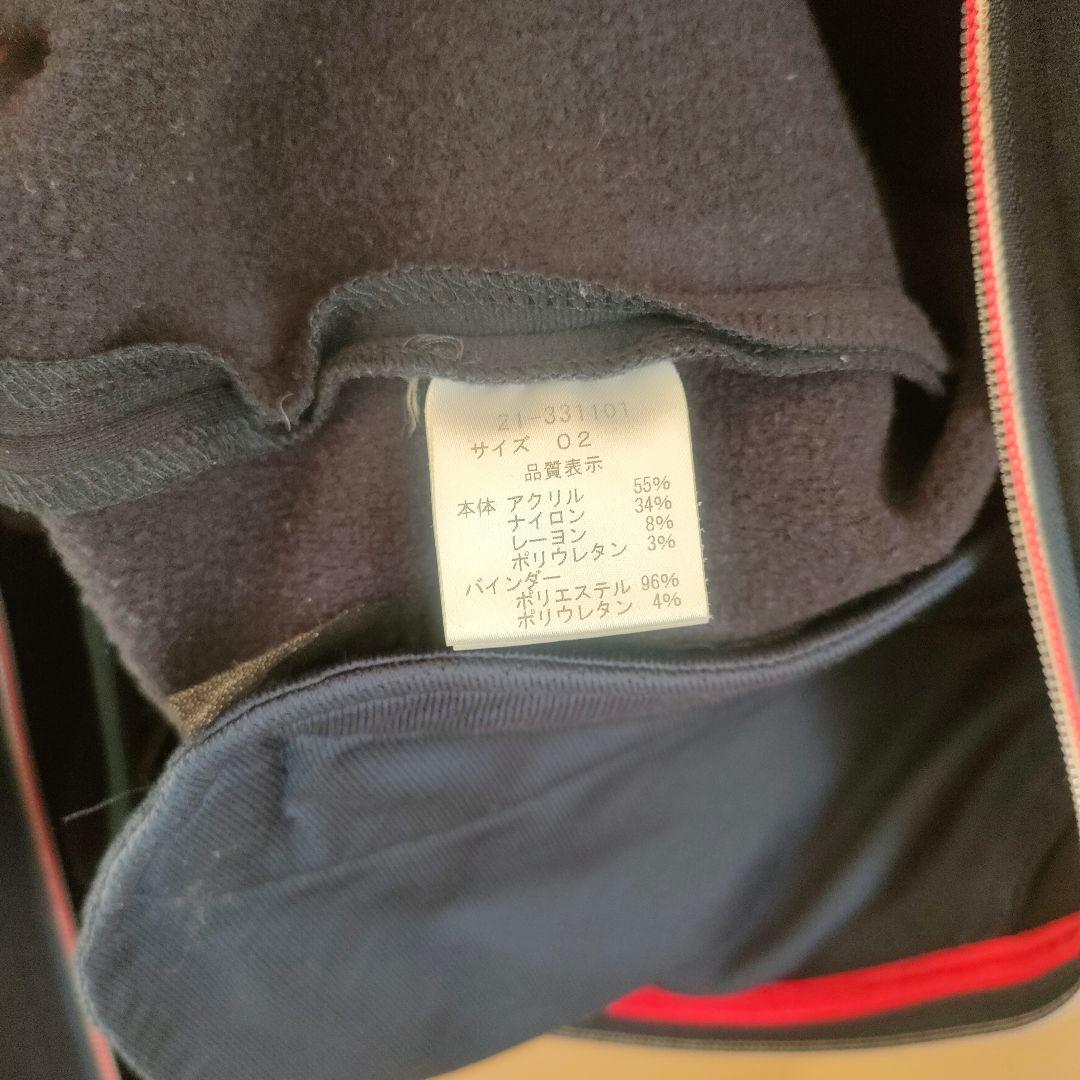 21-331101
サイズ 02
品質表示
本体 アクリル 55%
ナイロン 34%
レーヨン 8%
ポリウレタン 3%
バインダー
ポリエステル 96%
ポリウレタン 4%